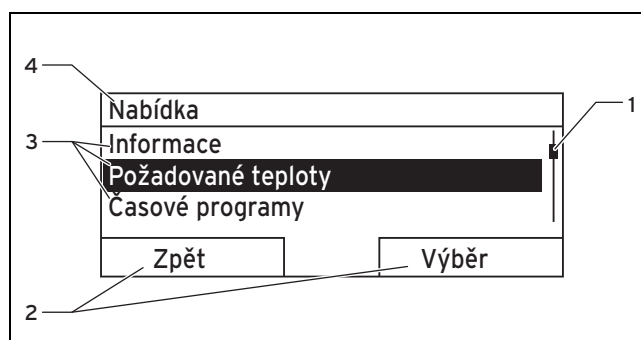 4
Nabídka
1
3
Informace
Požadované teploty
Časové programy
Zpět Výběr
2